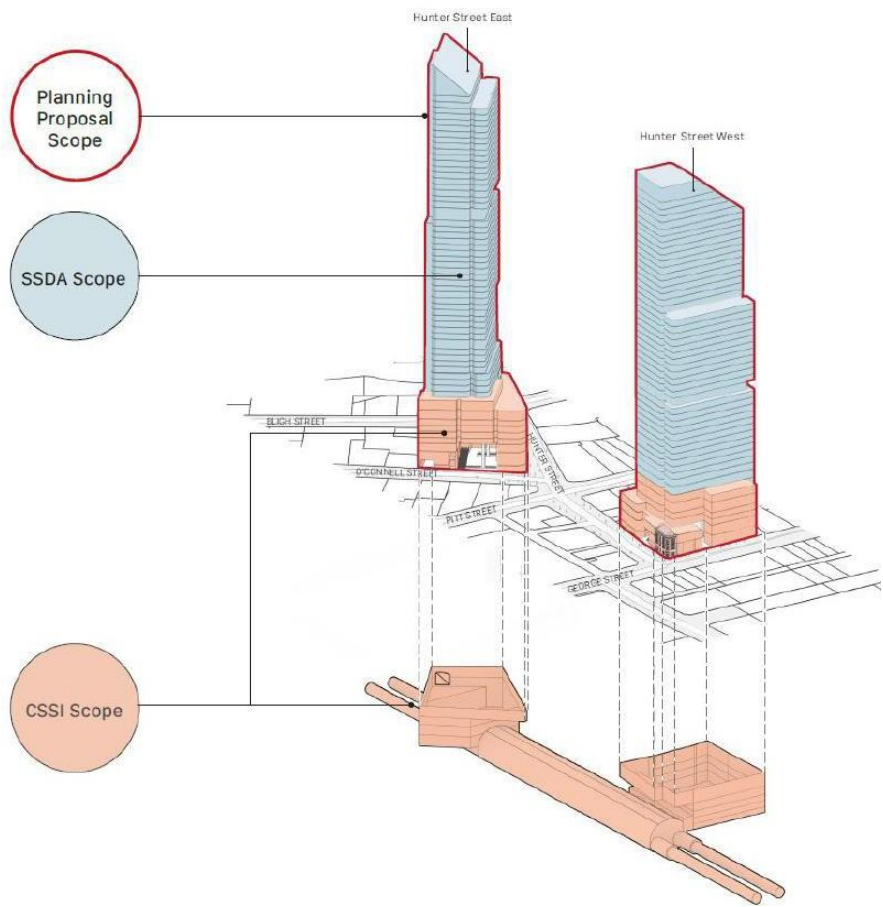 Hunter Street East
Planning
Proposal
Scope
Hunter Street West
SSDA Scope
BLIGH STREET
HUNTER STREET
O'CONNELL STREET
PITT STREET
GEORGE STREET
CSSI Scope